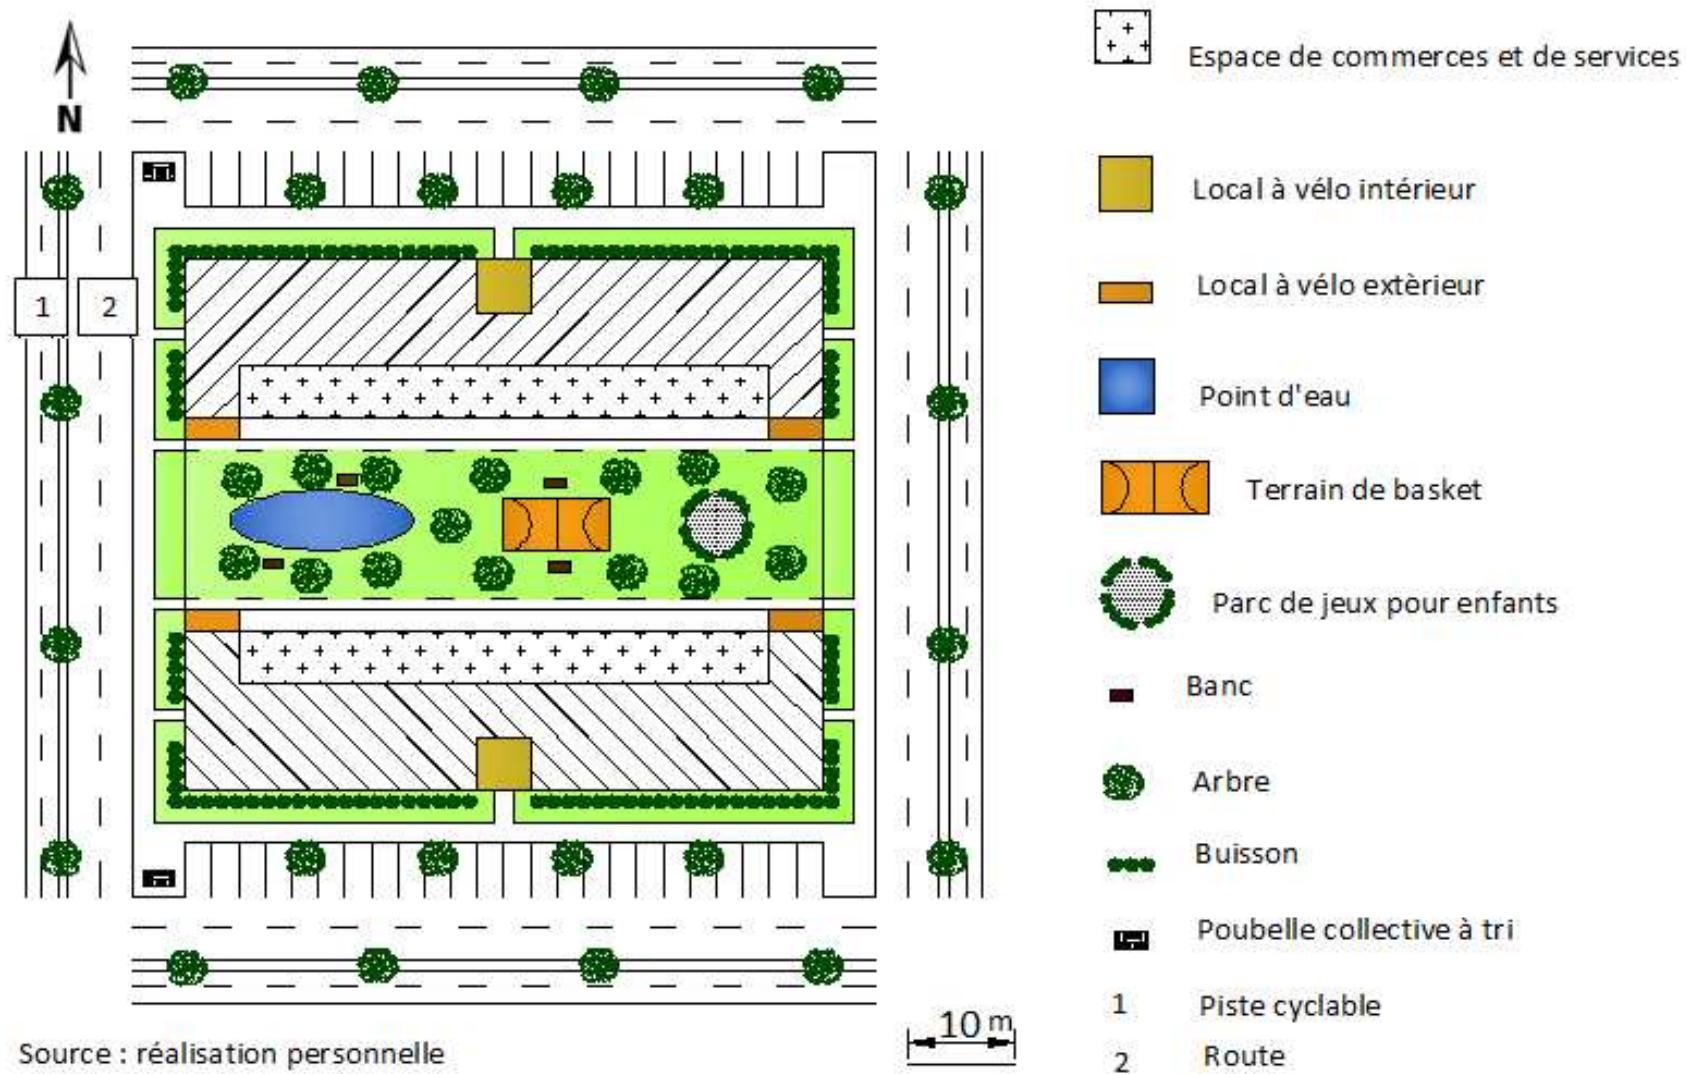 N
1
2
Espace de commerces et de services
Local à vélo intérieur
Local à vélo extèrieur
Point d'eau
Terrain de basket
Parc de jeux pour enfants
Banc
Arbre
Buisson
Poubelle collective à tri
1 Piste cyclable
2 Route
10 m
Source : réalisation personnelle